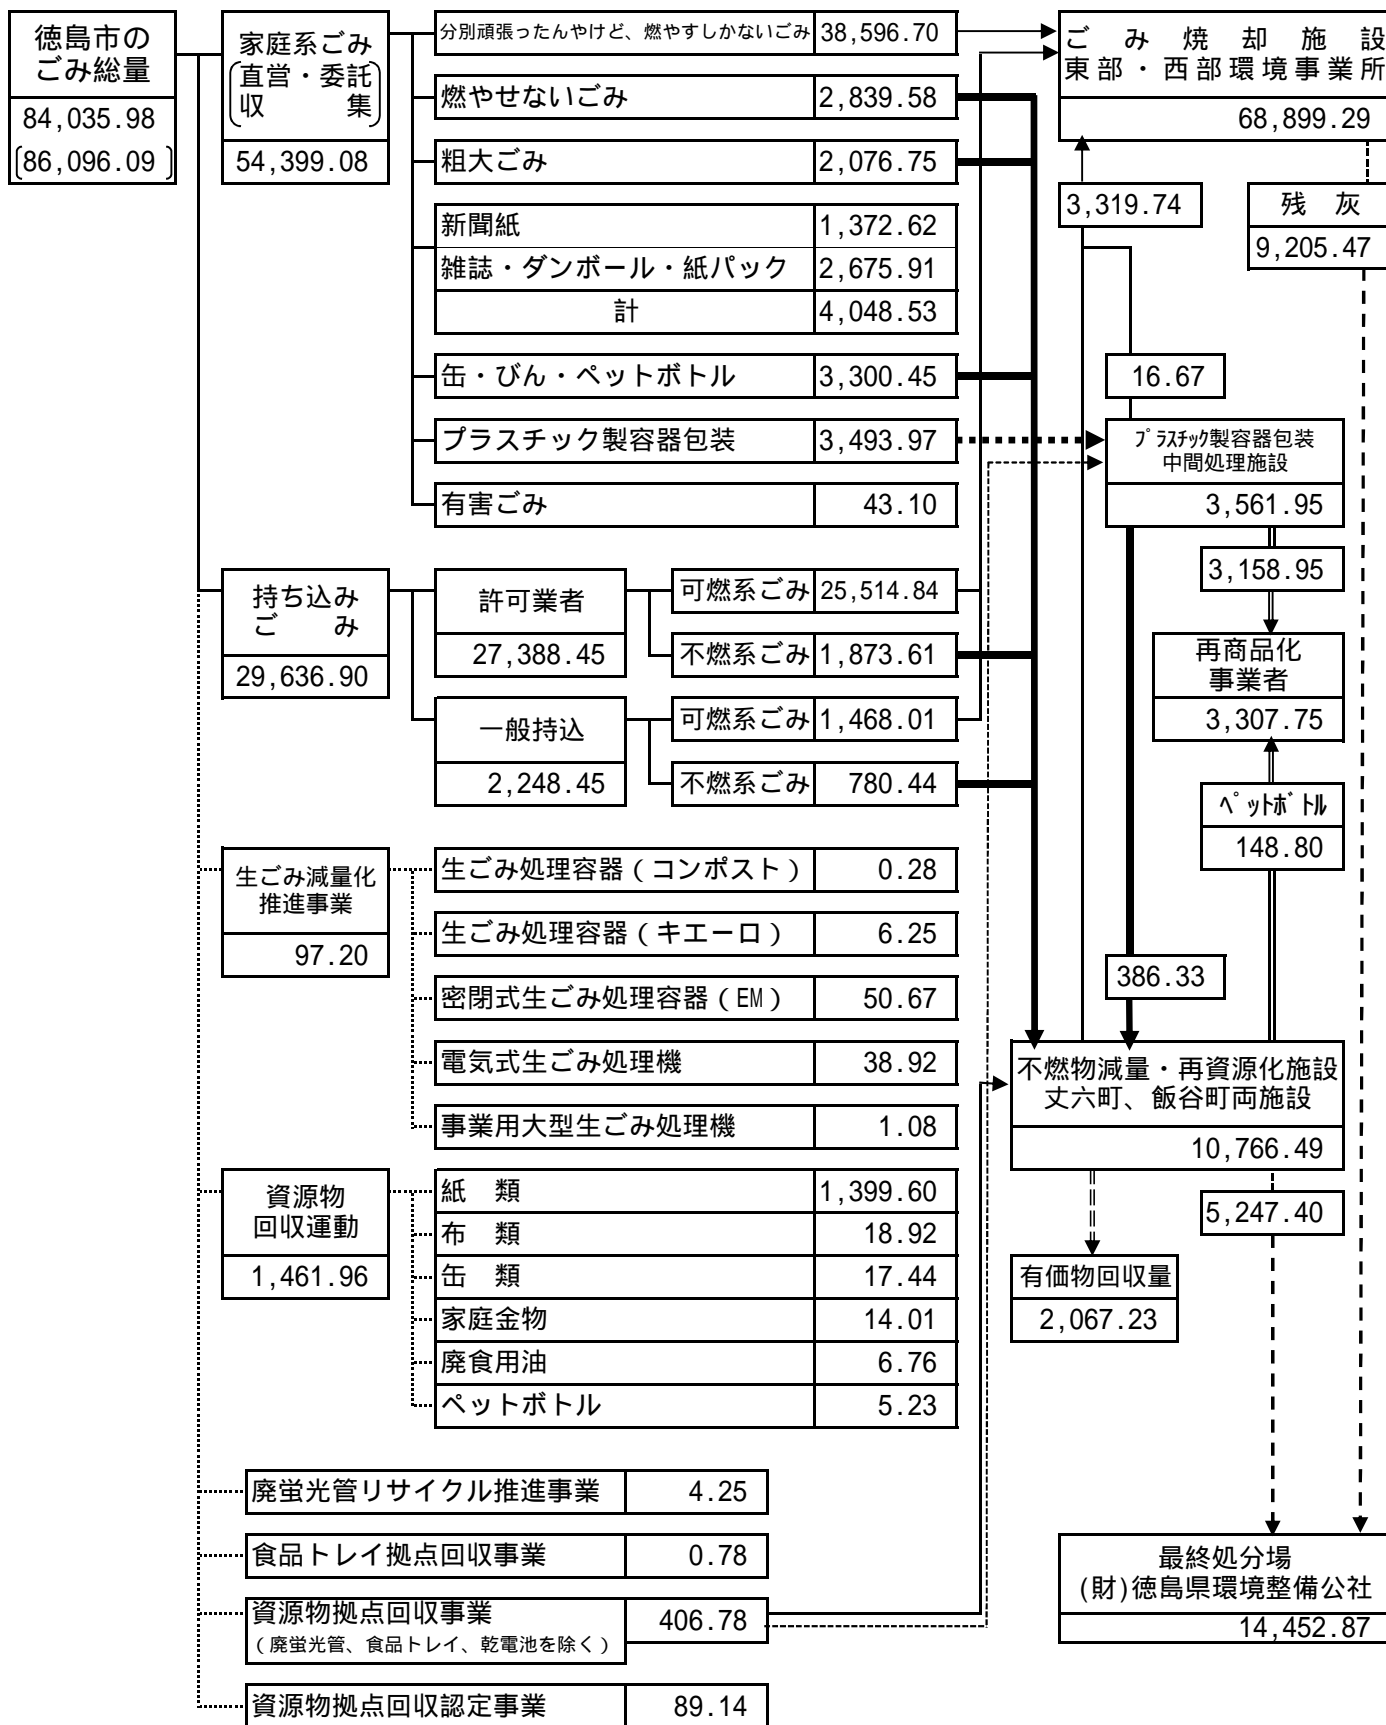 徳島市の
ごみ総量
84,035.98
[86,096.09]
家庭系ごみ
直営・委託
収 集
54,399.08
分別頑張ったんやけど、燃やすしかないごみ 38,596.70
燃やせないごみ 2,839.58
粗大ごみ 2,076.75
新聞紙 1,372.62
雑誌・ダンボール・紙パック 2,675.91
計 4,048.53
缶・びん・ペットボトル 3,300.45
プラスチック製容器包装 3,493.97
有害ごみ 43.10
持ち込み
ご み
29,636.90
許可業者
27,388.45
可燃系ごみ 25,514.84
不燃系ごみ 1,873.61
一般持込
2,248.45
可燃系ごみ 1,468.01
不燃系ごみ 780.44
生ごみ減量化
推進事業
97.20
生ごみ処理容器（コンポスト） 0.28
生ごみ処理容器（キエーロ） 6.25
密閉式生ごみ処理容器（EM） 50.67
電気式生ごみ処理機 38.92
事業用大型生ごみ処理機 1.08
資源物
回収運動
1,461.96
紙 類 1,399.60
布 類 18.92
缶 類 17.44
家庭金物 14.01
廃食用油 6.76
ペットボトル 5.23
廃蛍光管リサイクル推進事業 4.25
食品トレイ拠点回収事業 0.78
資源物拠点回収事業 406.78
（廃蛍光管、食品トレイ、乾電池を除く）
資源物拠点回収認定事業 89.14
ご み 焼 却 施 設
東部・西部環境事業所
68,899.29
3,319.74
残 灰
9,205.47
16.67
ﾌﾟﾗｽﾁｯｸ製容器包装
中間処理施設
3,561.95
3,158.95
再商品化
事業者
3,307.75
ﾍﾟｯﾄﾎﾞﾄﾙ
148.80
386.33
不燃物減量・再資源化施設
丈六町、飯谷町両施設
10,766.49
5,247.40
有価物回収量
2,067.23
最終処分場
(財)徳島県環境整備公社
14,452.87